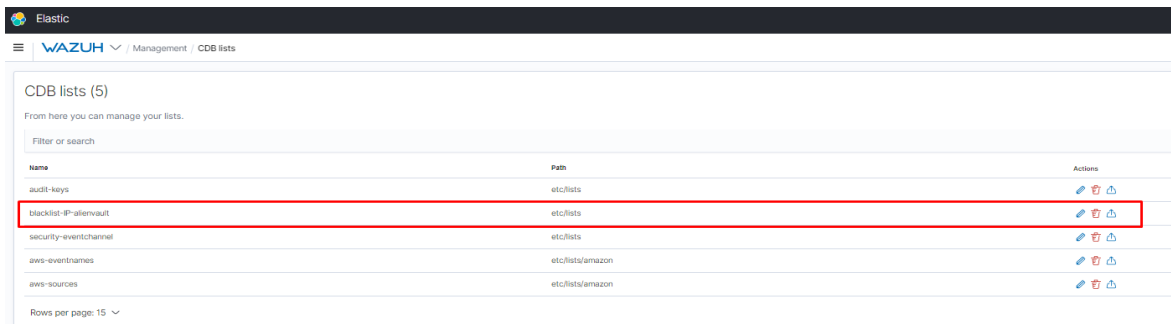 Elastic
WAZUH / Management / CDB lists
CDB lists (5)
From here you can manage your lists.
Filter or search
Name Path Actions
audit-keys etc/lists
blacklist-IP-alienvault etc/lists
security-eventchannel etc/lists
aws-eventnames etc/lists/amazon
aws-sources etc/lists/amazon
Rows per page: 15